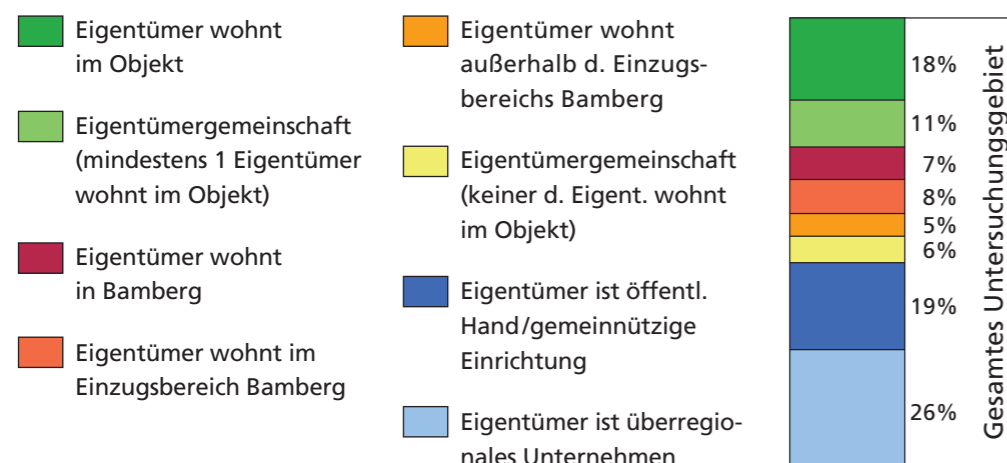 Eigentümer wohnt
im Objekt
Eigentümergemeinschaft
(mindestens 1 Eigentümer
wohnt im Objekt)
Eigentümer wohnt
in Bamberg
Eigentümer wohnt im
Einzugsbereich Bamberg
Eigentümer wohnt
außerhalb d. Einzugs-
bereichs Bamberg
Eigentümergemeinschaft
(keiner d. Eigent. wohnt
im Objekt)
Eigentümer ist öffentl.
Hand/gemeinnützige
Einrichtung
Eigentümer ist überregio-
nales Unternehmen
18%
11%
7%
8%
5%
6%
19%
26%
Gesamtes Untersuchungsgebiet